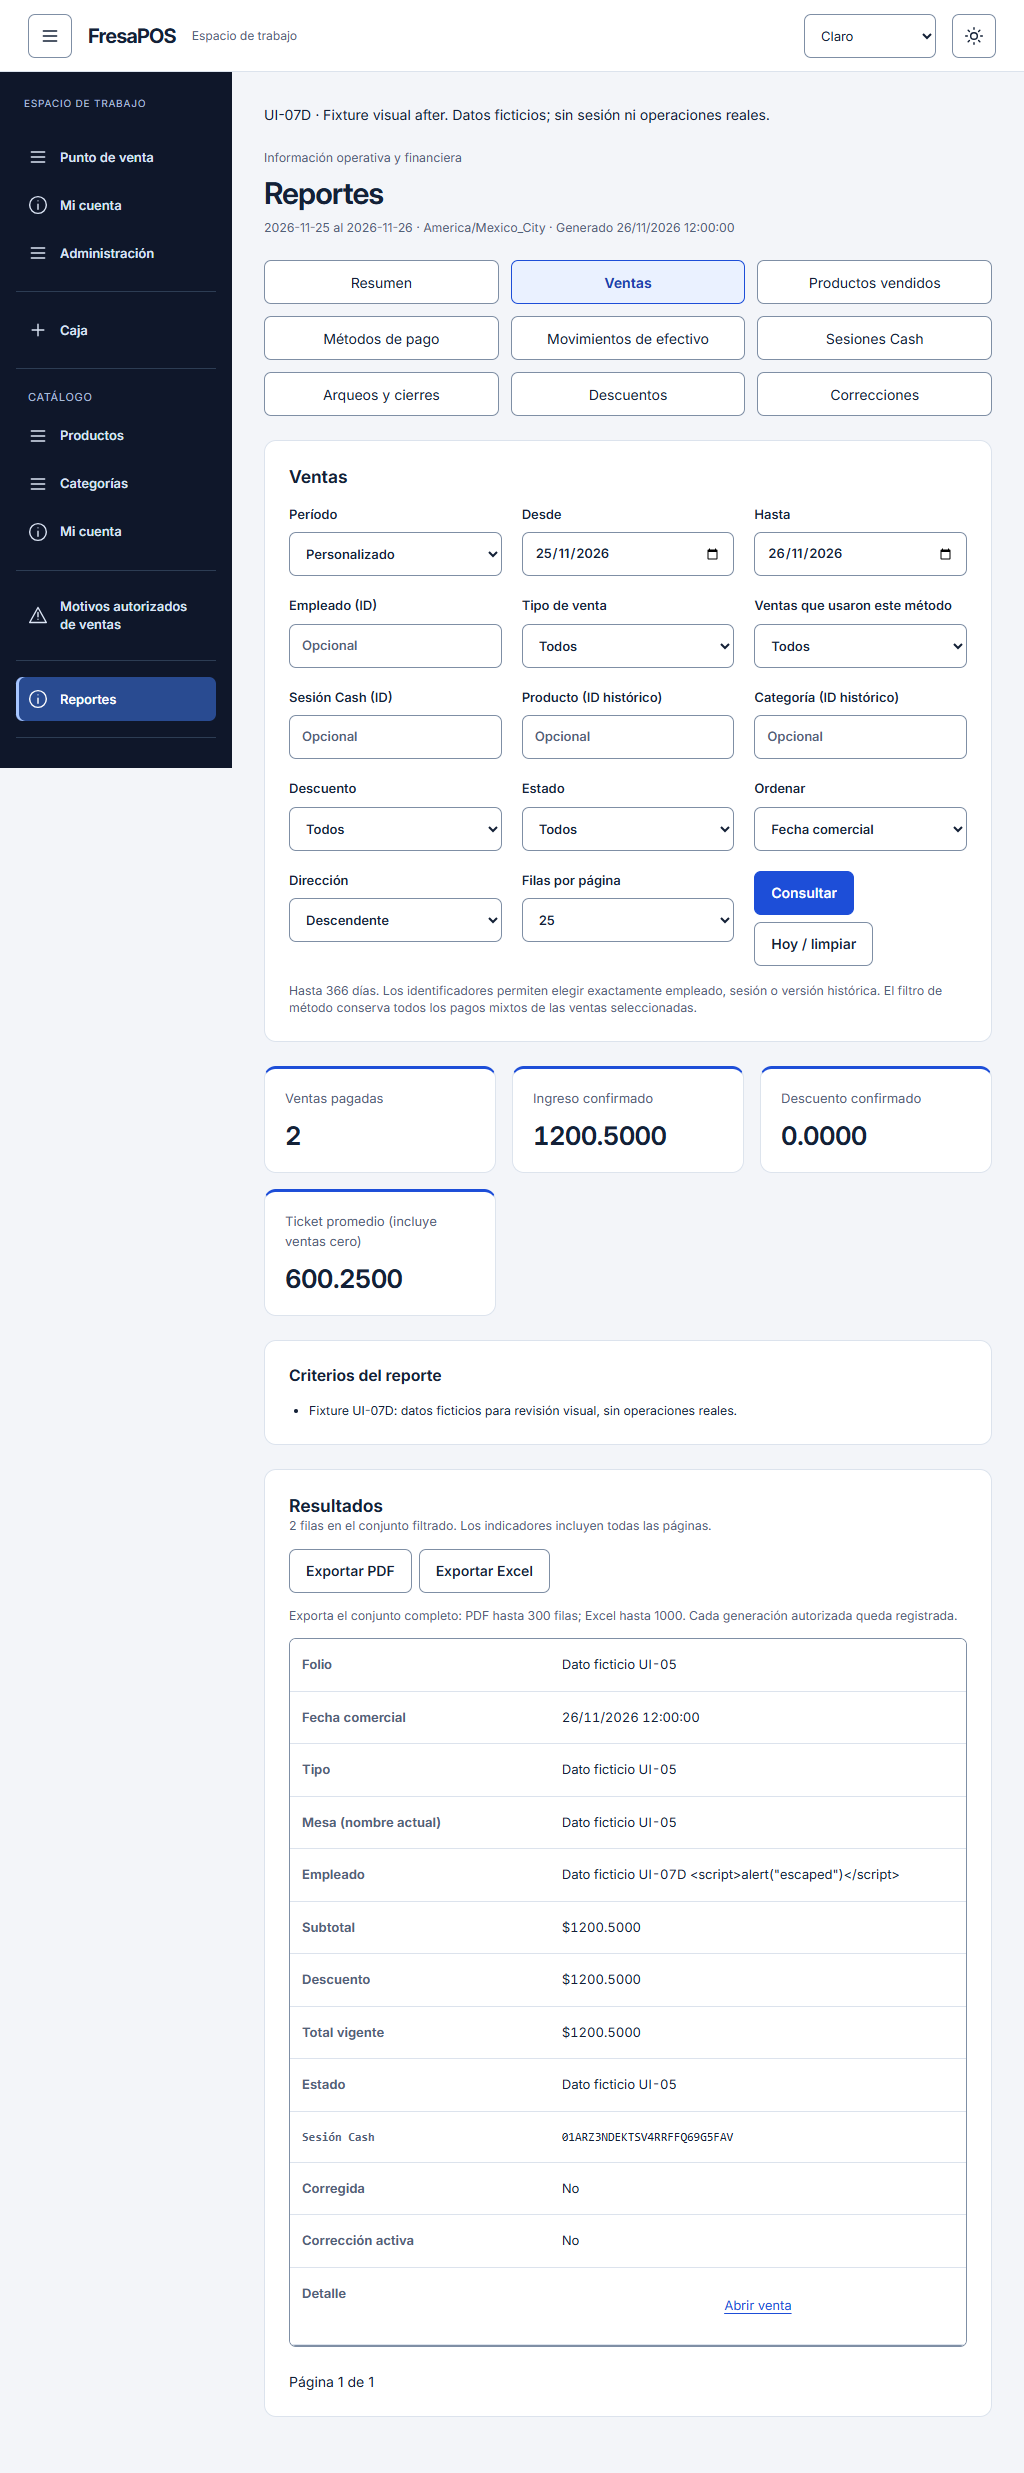 FresaPOS
Espacio de trabajo
Claro
ESPACIO DE TRABAJO
Punto de venta
Mi cuenta
Administración
Caja
CATÁLOGO
Productos
Categorías
Mi cuenta
Motivos autorizados
de ventas
Reportes
UI-07D · Fixture visual after. Datos ficticios; sin sesión ni operaciones reales.
Información operativa y financiera
Reportes
2026-11-25 al 2026-11-26 · America/Mexico_City · Generado 26/11/2026 12:00:00
Resumen
Ventas
Productos vendidos
Métodos de pago
Movimientos de efectivo
Sesiones Cash
Arqueos y cierres
Descuentos
Correcciones
Ventas
Período
Desde
Hasta
Personalizado
25/11/2026
26/11/2026
Empleado (ID)
Tipo de venta
Ventas que usaron este método
Opcional
Todos
Todos
Sesión Cash (ID)
Producto (ID histórico)
Categoría (ID histórico)
Opcional
Opcional
Opcional
Descuento
Estado
Ordenar
Todos
Todos
Fecha comercial
Dirección
Filas por página
Descendente
25
Consultar
Hoy / limpiar
Hasta 366 días. Los identificadores permiten elegir exactamente empleado, sesión o versión histórica. El filtro de
método conserva todos los pagos mixtos de las ventas seleccionadas.
Ventas pagadas
2
Ingreso confirmado
1200.5000
Descuento confirmado
0.0000
Ticket promedio (incluye
ventas cero)
600.2500
Criterios del reporte
• Fixture UI-07D: datos ficticios para revisión visual, sin operaciones reales.
Resultados
2 filas en el conjunto filtrado. Los indicadores incluyen todas las páginas.
Exportar PDF
Exportar Excel
Exporta el conjunto completo: PDF hasta 300 filas; Excel hasta 1000. Cada generación autorizada queda registrada.
Folio Dato ficticio UI-05
Fecha comercial 26/11/2026 12:00:00
Tipo Dato ficticio UI-05
Mesa (nombre actual) Dato ficticio UI-05
Empleado Dato ficticio UI-07D <script>alert("escaped")</script>
Subtotal $1200.5000
Descuento $1200.5000
Total vigente $1200.5000
Estado Dato ficticio UI-05
Sesión Cash 01ARZ3NDEKTSV4RRFFQ69G5FAV
Corregida No
Corrección activa No
Detalle Abrir venta
Página 1 de 1